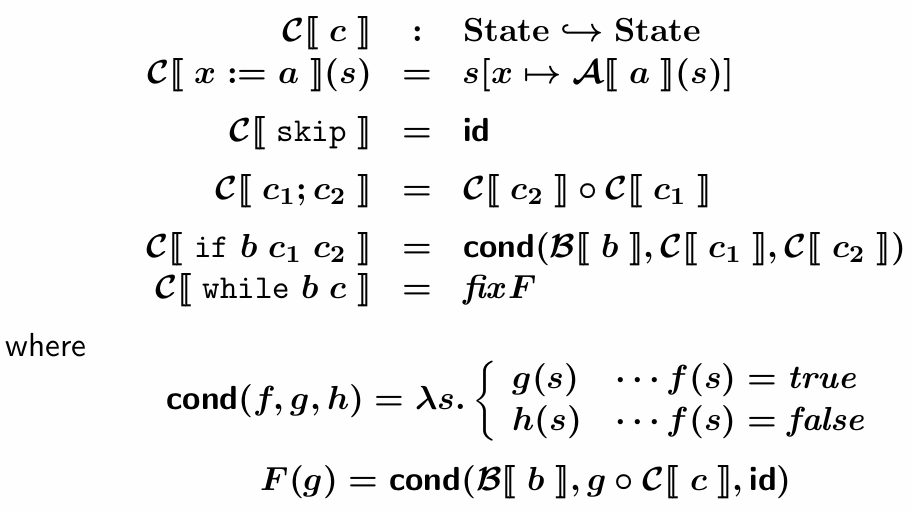 𝒞⟦ c ⟧ : State ↪ State
𝒞⟦ x := a ⟧(s) = s[x ↦ 𝒜⟦ a ⟧(s)]
𝒞⟦ skip ⟧ = id
𝒞⟦ c₁; c₂ ⟧ = 𝒞⟦ c₂ ⟧ ∘ 𝒞⟦ c₁ ⟧
𝒞⟦ if b c₁ c₂ ⟧ = cond(ℬ⟦ b ⟧, 𝒞⟦ c₁ ⟧, 𝒞⟦ c₂ ⟧)
𝒞⟦ while b c ⟧ = fixF
where
cond(f, g, h) = λs. { g(s) ⋯ f(s) = true
h(s) ⋯ f(s) = false
F(g) = cond(ℬ⟦ b ⟧, g ∘ 𝒞⟦ c ⟧, id)